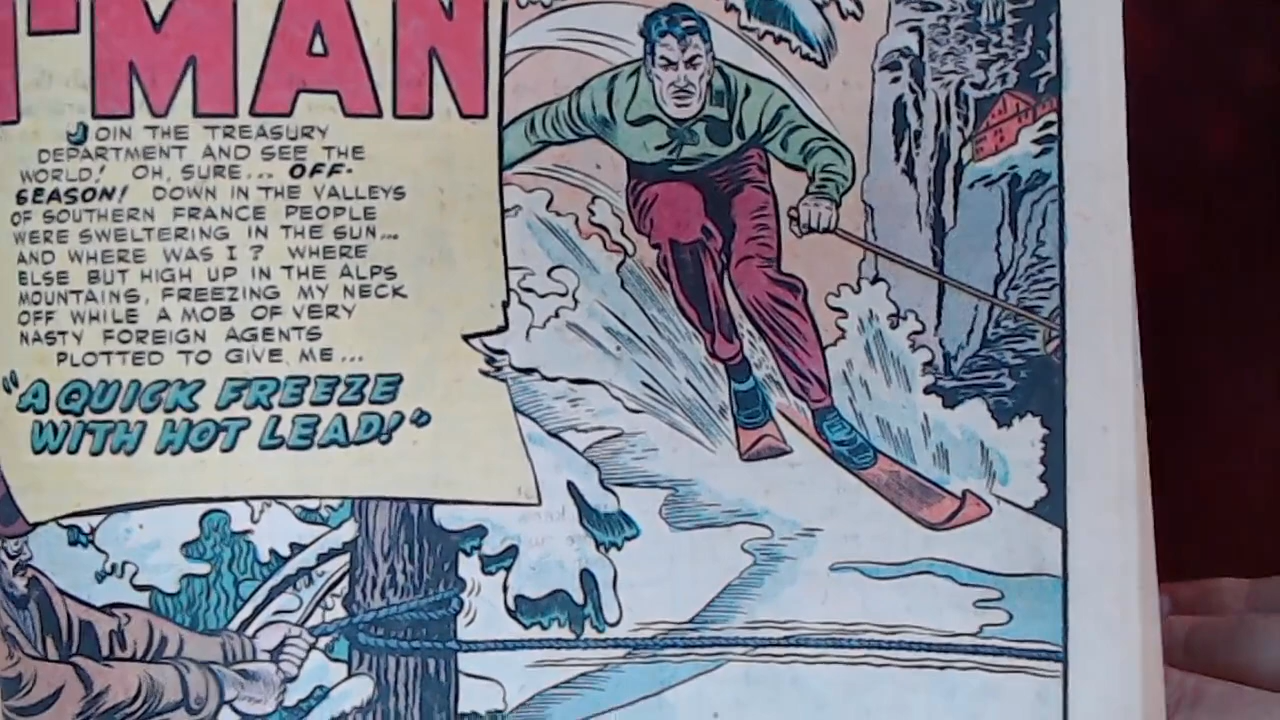 T-MAN
JOIN THE TREASURY
DEPARTMENT AND SEE THE
WORLD! OH, SURE... OFF-
SEASON! DOWN IN THE VALLEYS
OF SOUTHERN FRANCE PEOPLE
WERE SWELTERING IN THE SUN...
AND WHERE WAS I? WHERE
ELSE BUT HIGH UP IN THE ALPS
MOUNTAINS, FREEZING MY NECK
OFF WHILE A MOB OF VERY
NASTY FOREIGN AGENTS
PLOTTED TO GIVE ME...
"A QUICK FREEZE
WITH HOT LEAD!"